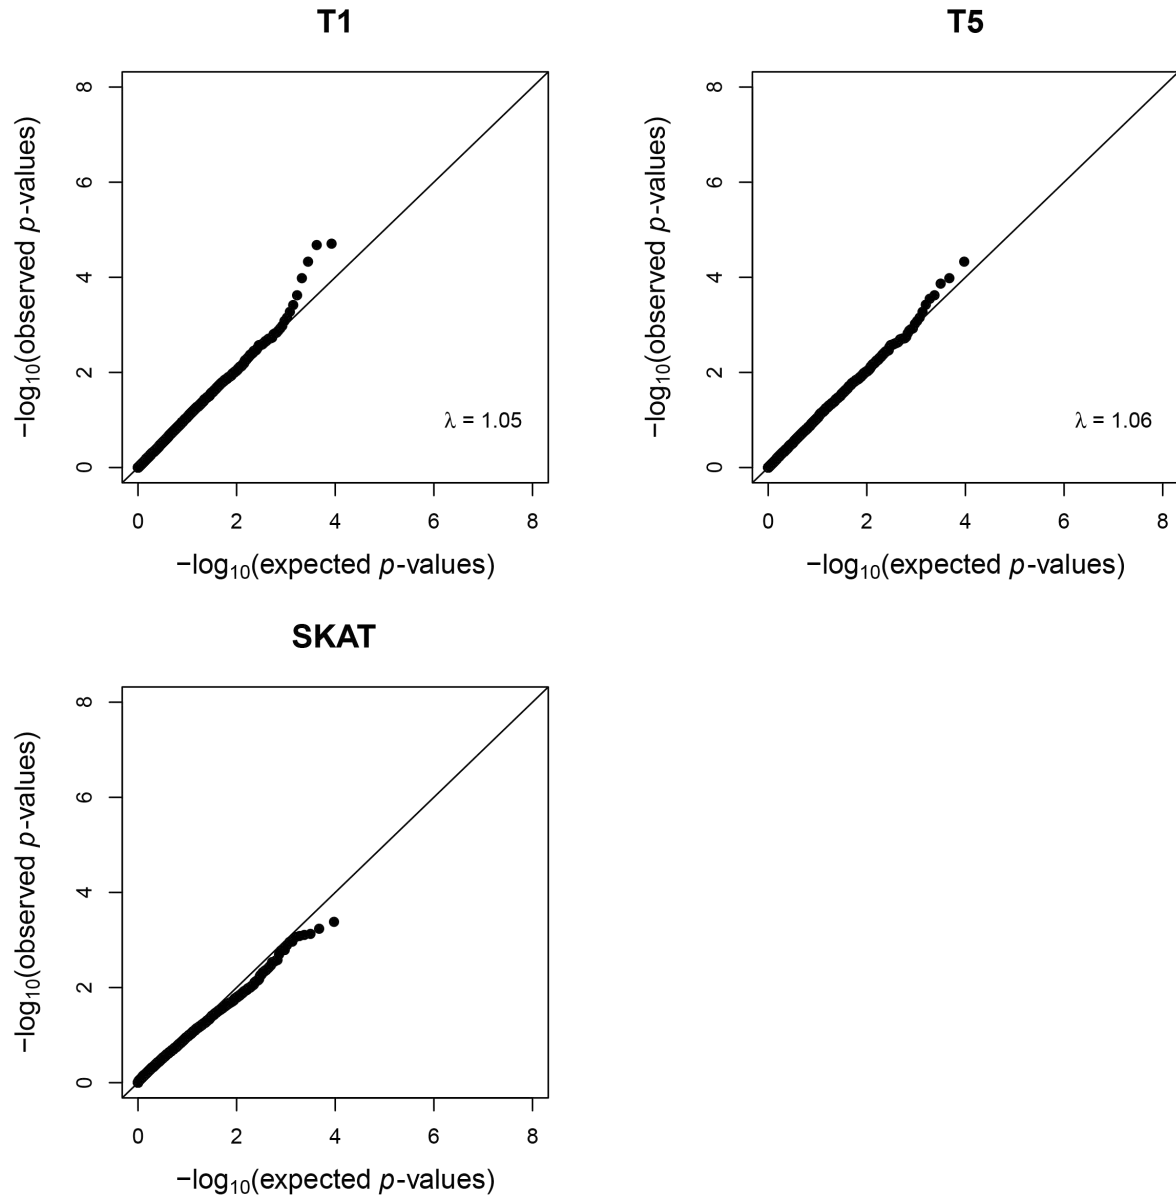 T1
−log10(observed p-values)
8
6
4
2
0
λ = 1.05
0 2 4 6 8
−log10(expected p-values)
T5
−log10(observed p-values)
8
6
4
2
0
λ = 1.06
0 2 4 6 8
−log10(expected p-values)
SKAT
−log10(observed p-values)
8
6
4
2
0
0 2 4 6 8
−log10(expected p-values)